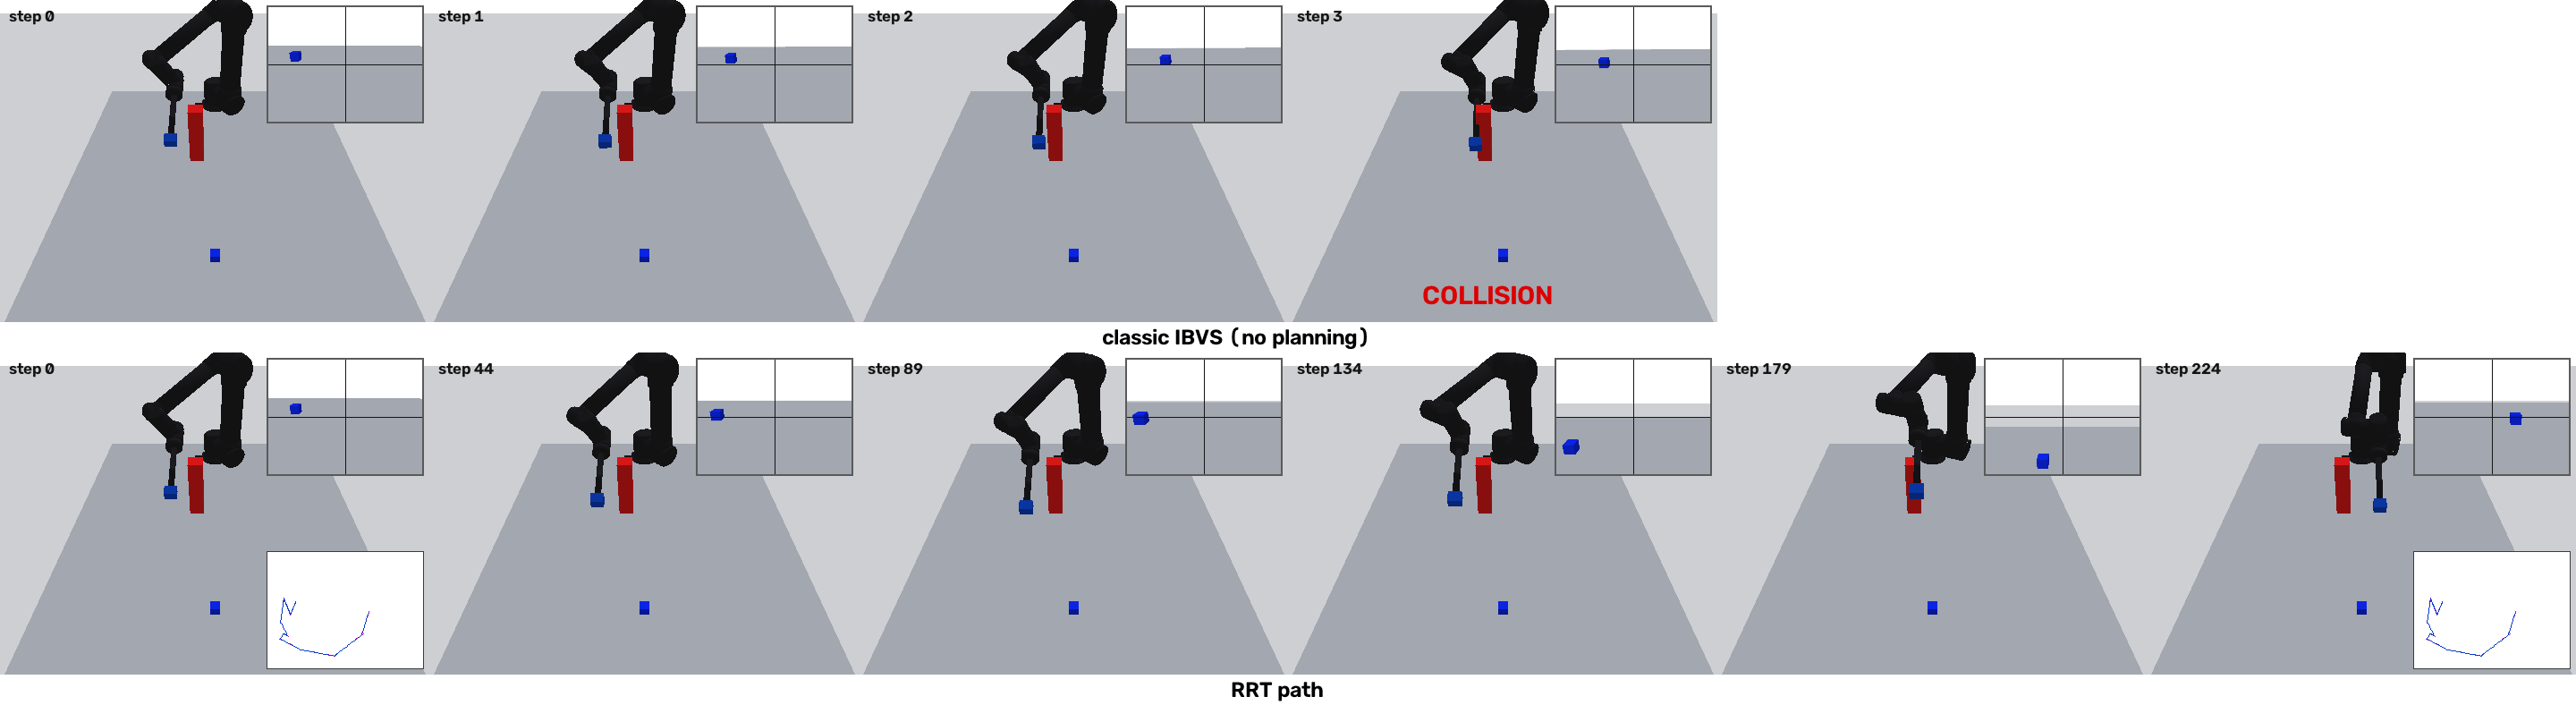 step 0
step 1
step 2
step 3
COLLISION
classic IBVS (no planning)
step 0
step 44
step 89
step 134
step 179
step 224
RRT path